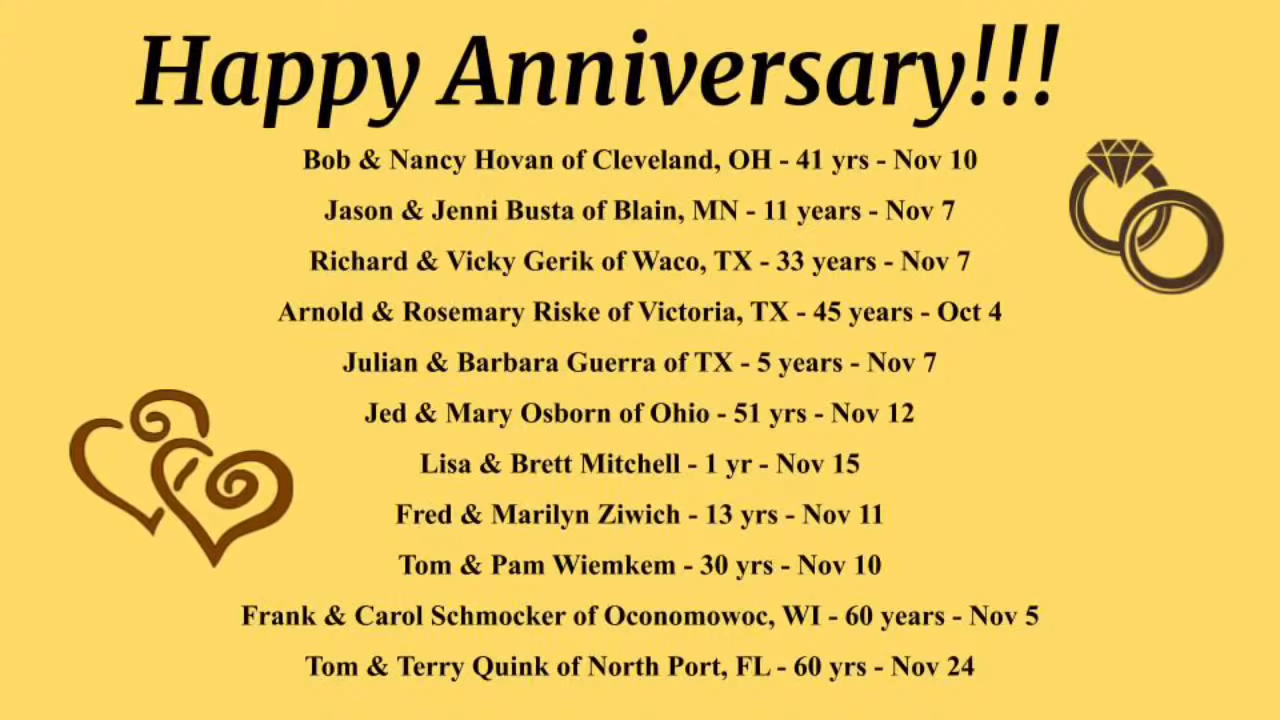 Happy Anniversary!!!
Bob & Nancy Hovan of Cleveland, OH - 41 yrs - Nov 10
Jason & Jenni Busta of Blain, MN - 11 years - Nov 7
Richard & Vicky Gerik of Waco, TX - 33 years - Nov 7
Arnold & Rosemary Riske of Victoria, TX - 45 years - Oct 4
Julian & Barbara Guerra of TX - 5 years - Nov 7
Jed & Mary Osborn of Ohio - 51 yrs - Nov 12
Lisa & Brett Mitchell - 1 yr - Nov 15
Fred & Marilyn Ziwich - 13 yrs - Nov 11
Tom & Pam Wiemkem - 30 yrs - Nov 10
Frank & Carol Schmocker of Oconomowoc, WI - 60 years - Nov 5
Tom & Terry Quink of North Port, FL - 60 yrs - Nov 24